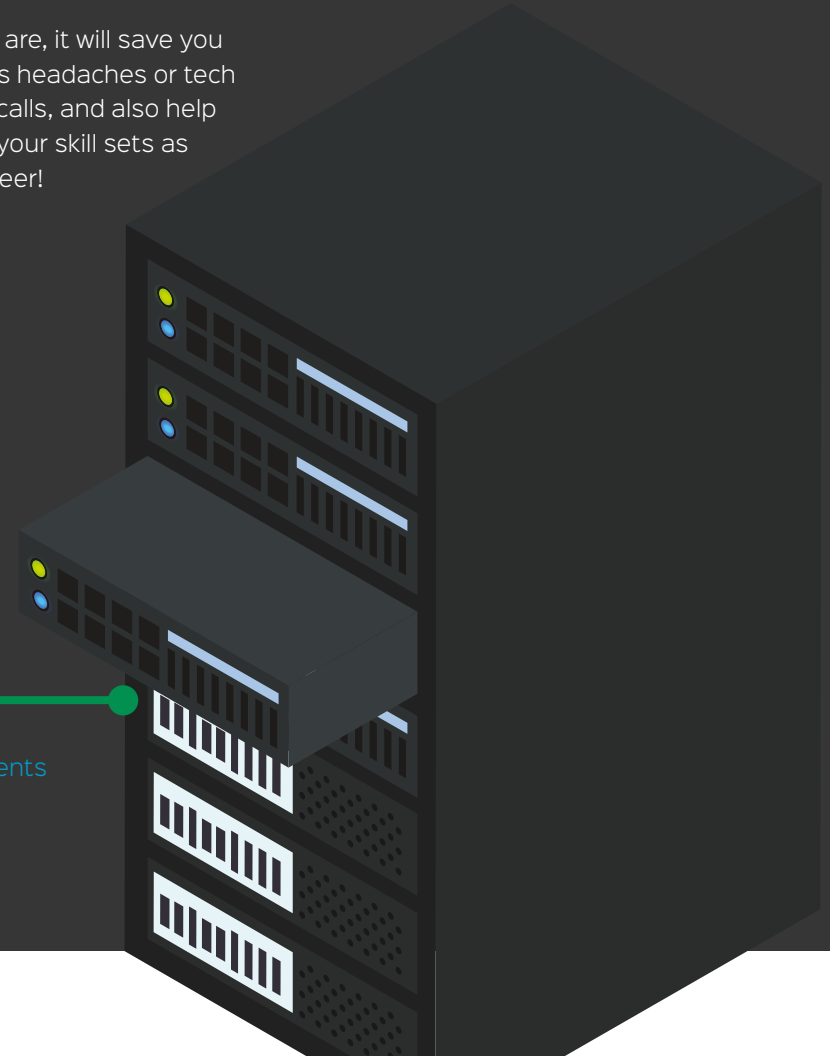 are, it will save you
s headaches or tech
calls, and also help
your skill sets as
eer!
ents